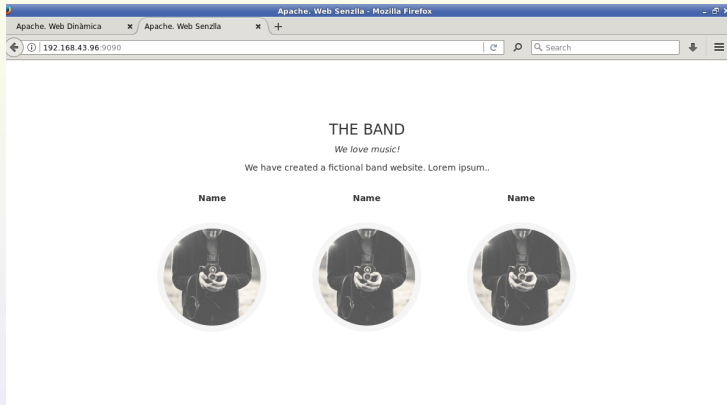 Apache. Web Senzlla - Mozilla Firefox
Apache. Web Dinàmica
Apache. Web Senzlla
192.168.43.96:9090
Search
THE BAND
We love music!
We have created a fictional band website. Lorem ipsum..
Name Name Name